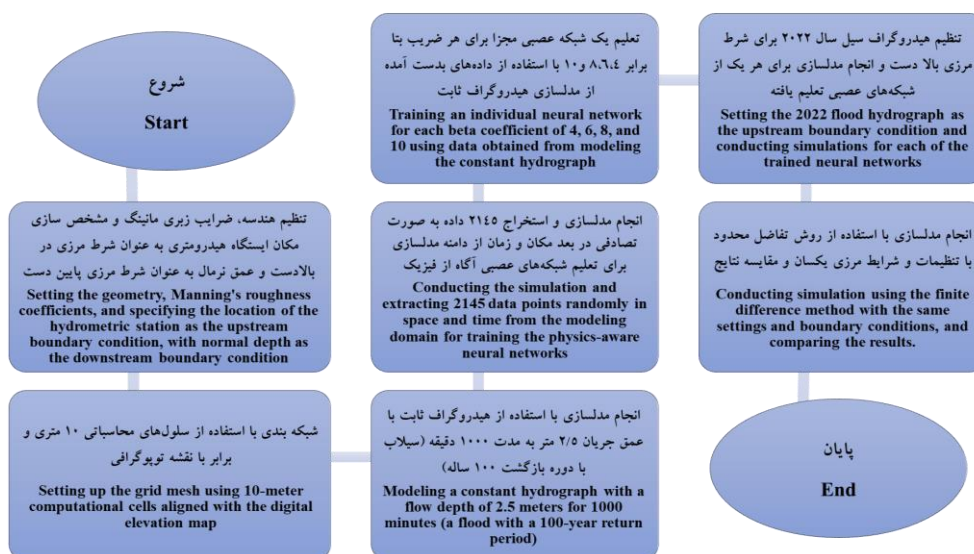 شروع
Start
تنظیم هندسه، ضرایب زبری مانینگ و مشخص سازی
مکان ایستگاه هیدرومتری به عنوان شرط مرزی در
بالادست و عمق نرمال به عنوان شرط مرزی پایین دست
Setting the geometry, Manning's roughness
coefficients, and specifying the location of
the hydrometric station as the upstream
boundary condition, with normal depth as
the downstream boundary condition
شبکه بندی با استفاده از سلول‌های محاسباتی ۱۰ متری و
برابر با نقشه توپوگرافی
Setting up the grid mesh using 10-meter
computational cells aligned with the digital
elevation map
انجام مدلسازی با استفاده از هیدروگراف ثابت با
عمق جریان ۲/۵ متر به مدت ۱۰۰۰ دقیقه (سیلاب
با دوره بازگشت ۱۰۰ ساله)
Modeling a constant hydrograph with a
flow depth of 2.5 meters for 1000
minutes (a flood with a 100-year return
period)
انجام مدلسازی و استخراج ۲۱٤۵ داده به صورت
تصادفی در بعد مکان و زمان از دامنه مدلسازی
برای تعلیم شبکه‌های عصبی آگاه از فیزیک
Conducting the simulation and
extracting 2145 data points randomly in
space and time from the modeling
domain for training the physics-aware
neural networks
تعلیم یک شبکه عصبی مجزا برای هر ضریب بتا
برابر ۸،٦،٤ و۱۰ با استفاده از داده‌های بدست آمده
از مدلسازی هیدروگراف ثابت
Training an individual neural network
for each beta coefficient of 4, 6, 8, and
10 using data obtained from modeling
the constant hydrograph
تنظیم هیدروگراف سیل سال ۲۰۲۲ برای شرط
مرزی بالا دست و انجام مدلسازی برای هر یک از
شبکه‌های عصبی تعلیم یافته
Setting the 2022 flood hydrograph as
the upstream boundary condition and
conducting simulations for each of the
trained neural networks
انجام مدلسازی با استفاده از روش تفاضل محدود
با تنظیمات و شرایط مرزی یکسان و مقایسه نتایج
Conducting simulation using the finite
difference method with the same
settings and boundary conditions, and
comparing the results.
پایان
End